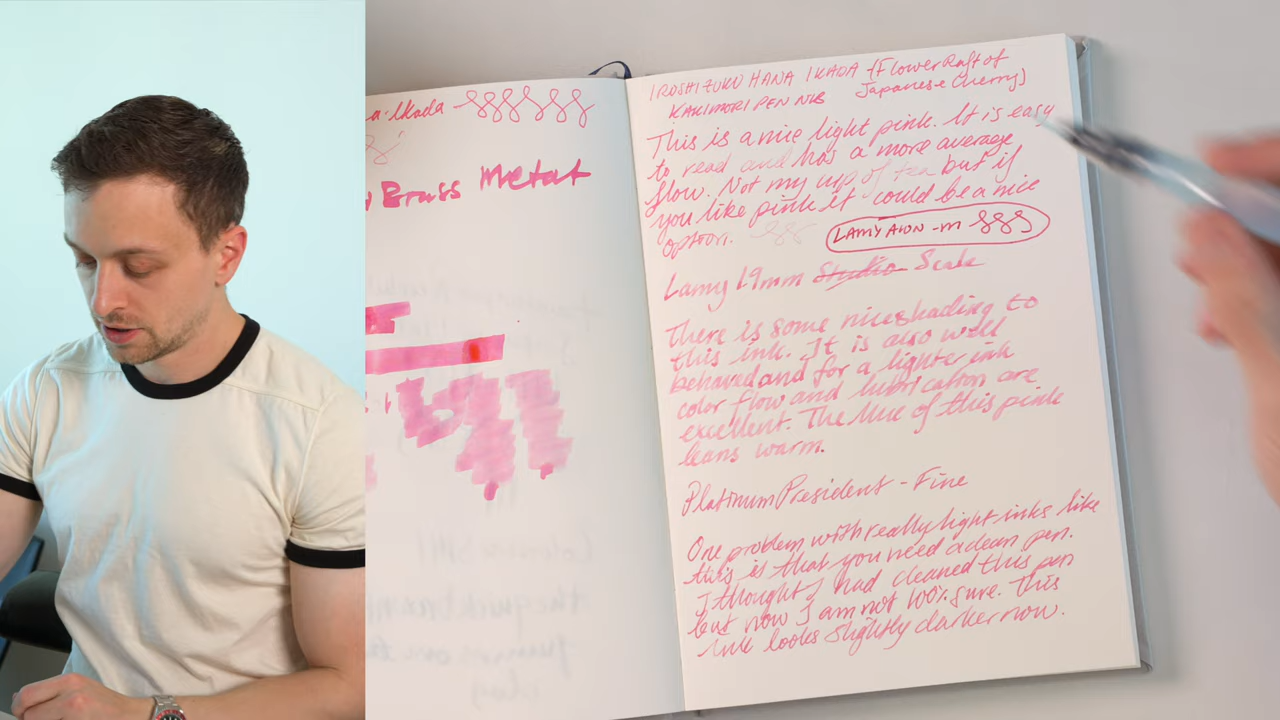 a-Ikada
Brass Metal
IROSHIZUKO HANA IKADA (Flower Raft of
KAKIMORI PEN NIB Japanese Cherry)
This is a nice light pink. It is easy
to read and has a more average
flow. Not my cup of tea but if
you like pink it could be a nice
option.
LAMY AION -M
Lamy 1.9mm Studio Scale
There is some nice shading to
this ink. It is also well
behaved and for a lighter ink
color flow and lubrication are
excellent. The hue of this pink
leans warm.
Platinum President - Fine
One problem with really light inks like
this is that you need a clean pen.
I thought I had cleaned this pen
but now I am not 100% sure. This
ink looks slightly darker now.